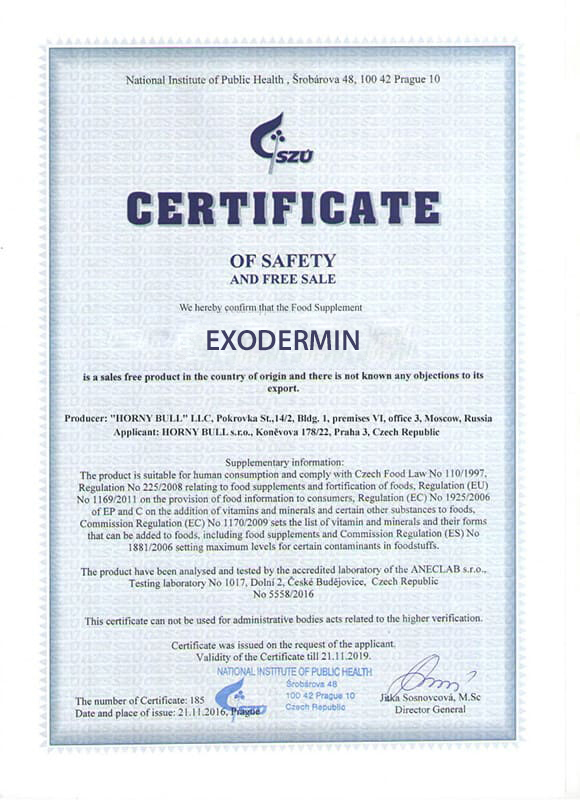 National Institute of Public Health , Šrobárova 48, 100 42 Prague 10
SZÚ
CERTIFICATE
OF SAFETY
AND FREE SALE
We hereby confirm that the Food Supplement
EXODERMIN
is a sales free product in the country of origin and there is not known any objections to its
export.
Producer: "HORNY BULL" LLC, Pokrovka St.,14/2, Bldg. 1, premises VI, office 3, Moscow, Russia
Applicant: HORNY BULL s.r.o., Koněvova 178/22, Praha 3, Czech Republic
Supplementary information:
The product is suitable for human consumption and comply with Czech Food Law No 110/1997,
Regulation No 225/2008 relating to food supplements and fortification of foods, Regulation (EU)
No 1169/2011 on the provision of food information to consumers, Regulation (EC) No 1925/2006
of EP and C on the addition of vitamins and minerals and certain other substances to foods,
Commission Regulation (EC) No 1170/2009 sets the list of vitamin and minerals and their forms
that can be added to foods, including food supplements and Commission Regulation (ES) No
1881/2006 setting maximum levels for certain contaminants in foodstuffs.
The product have been analysed and tested by the accredited laboratory of the ANECLAB s.r.o.,
Testing laboratory No 1017, Dolní 2, České Budějovice, Czech Republic
No 5558/2016
This certificate can not be used for administrative bodies acts related to the higher verification.
Certificate was issued on the request of the applicant.
Validity of the Certificate till 21.11.2019.
NATIONAL INSTITUTE OF PUBLIC HEALTH
Šrobárova 48
100 42 Prague 10
Czech Republic
The number of Certificate: 185
Date and place of issue: 21.11.2016, Prague
Jitka Sosnovcová, M.Sc
Director General